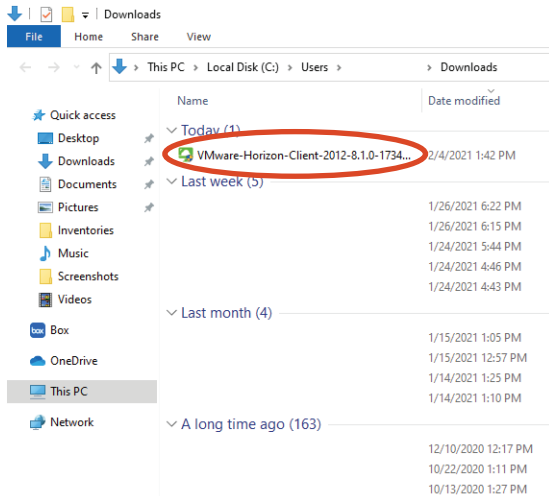 Downloads
File Home Share View
This PC > Local Disk (C:) > Users > > Downloads
Name Date modified
Quick access
Desktop
Downloads
Documents
Pictures
Inventories
Music
Screenshots
Videos
Box
OneDrive
This PC
Network
Today (1)
VMware-Horizon-Client-2012-8.1.0-1734... 2/4/2021 1:42 PM
Last week (5)
1/26/2021 6:22 PM
1/26/2021 6:15 PM
1/24/2021 5:44 PM
1/24/2021 4:46 PM
1/24/2021 4:43 PM
Last month (4)
1/15/2021 1:05 PM
1/15/2021 12:57 PM
1/14/2021 1:25 PM
1/14/2021 1:10 PM
A long time ago (163)
12/10/2020 12:17 PM
10/22/2020 1:11 PM
10/13/2020 1:27 PM